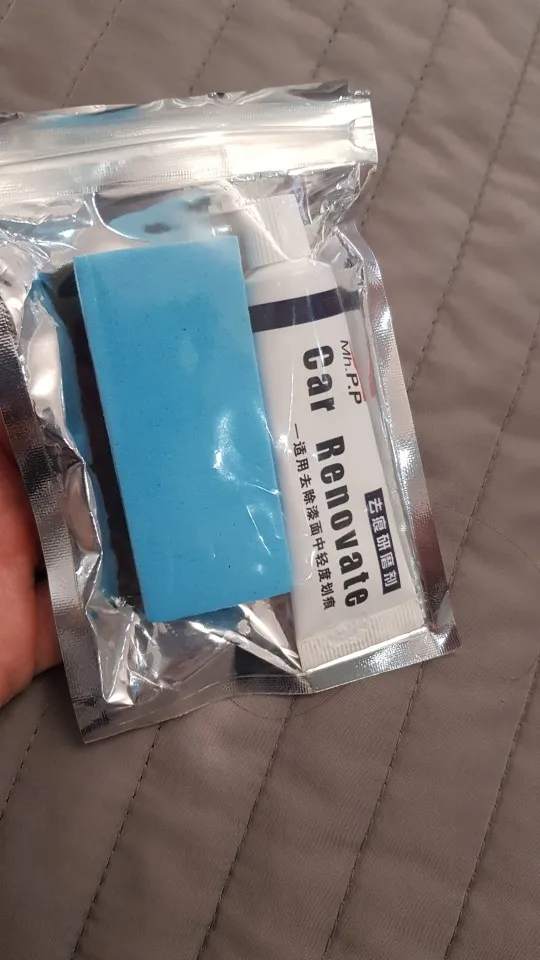 Mh.P.P
Car Renovate
去痕研磨剂
一适用去除漆面中轻度划痕